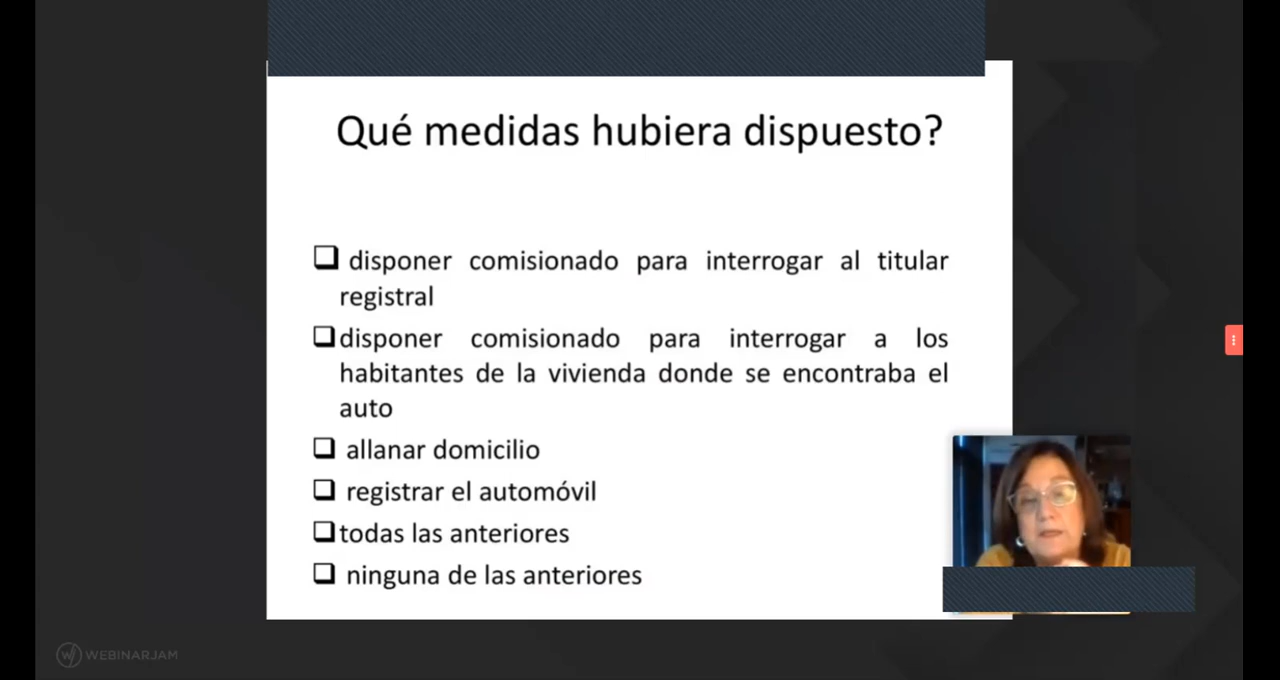 Qué medidas hubiera dispuesto?
disponer comisionado para interrogar al titular
registral
disponer comisionado para interrogar a los
habitantes de la vivienda donde se encontraba el
auto
allanar domicilio
registrar el automóvil
todas las anteriores
ninguna de las anteriores
WEBINARJAM